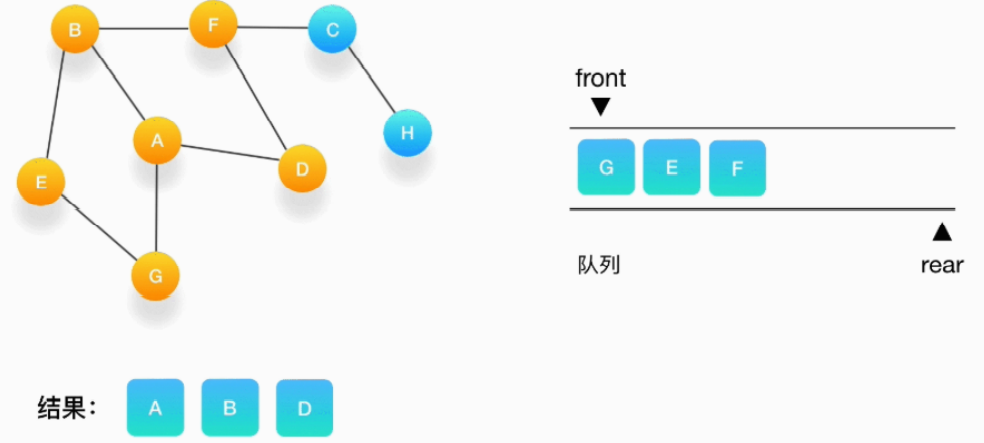 B F C
A
H
D
E
G
front
G E F
队列
rear
结果： A B D